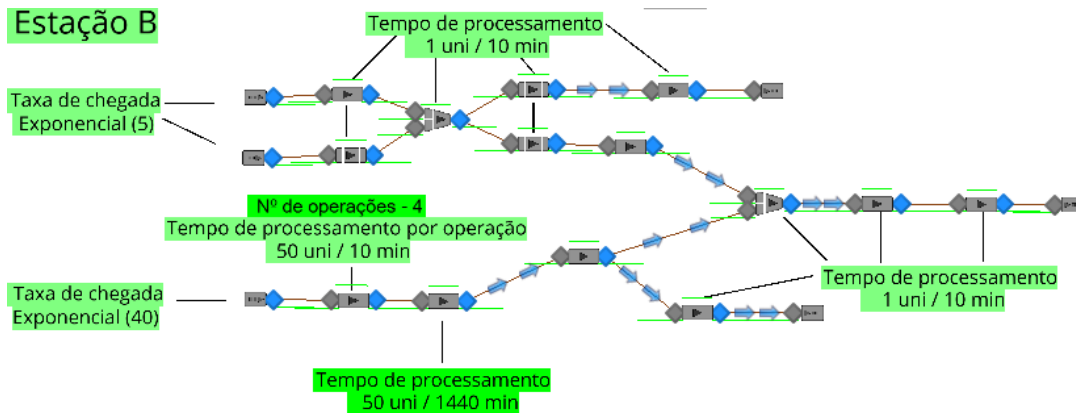 Estação B
Tempo de processamento
1 uni / 10 min
Taxa de chegada
Exponencial (5)
Nº de operações - 4
Tempo de processamento por operação
50 uni / 10 min
Taxa de chegada
Exponencial (40)
Tempo de processamento
1 uni / 10 min
Tempo de processamento
50 uni / 1440 min